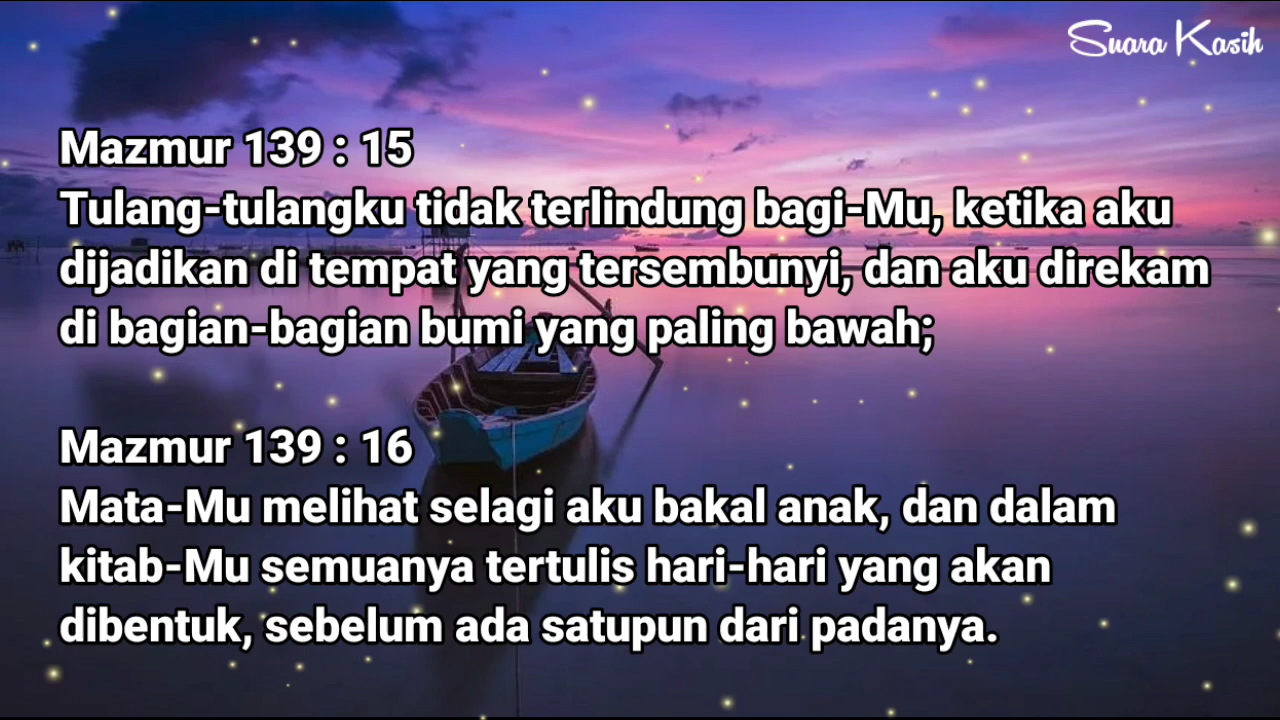 Suara Kasih
Mazmur 139 : 15
Tulang-tulangku tidak terlindung bagi-Mu, ketika aku
dijadikan di tempat yang tersembunyi, dan aku direkam
di bagian-bagian bumi yang paling bawah;
Mazmur 139 : 16
Mata-Mu melihat selagi aku bakal anak, dan dalam
kitab-Mu semuanya tertulis hari-hari yang akan
dibentuk, sebelum ada satupun dari padanya.